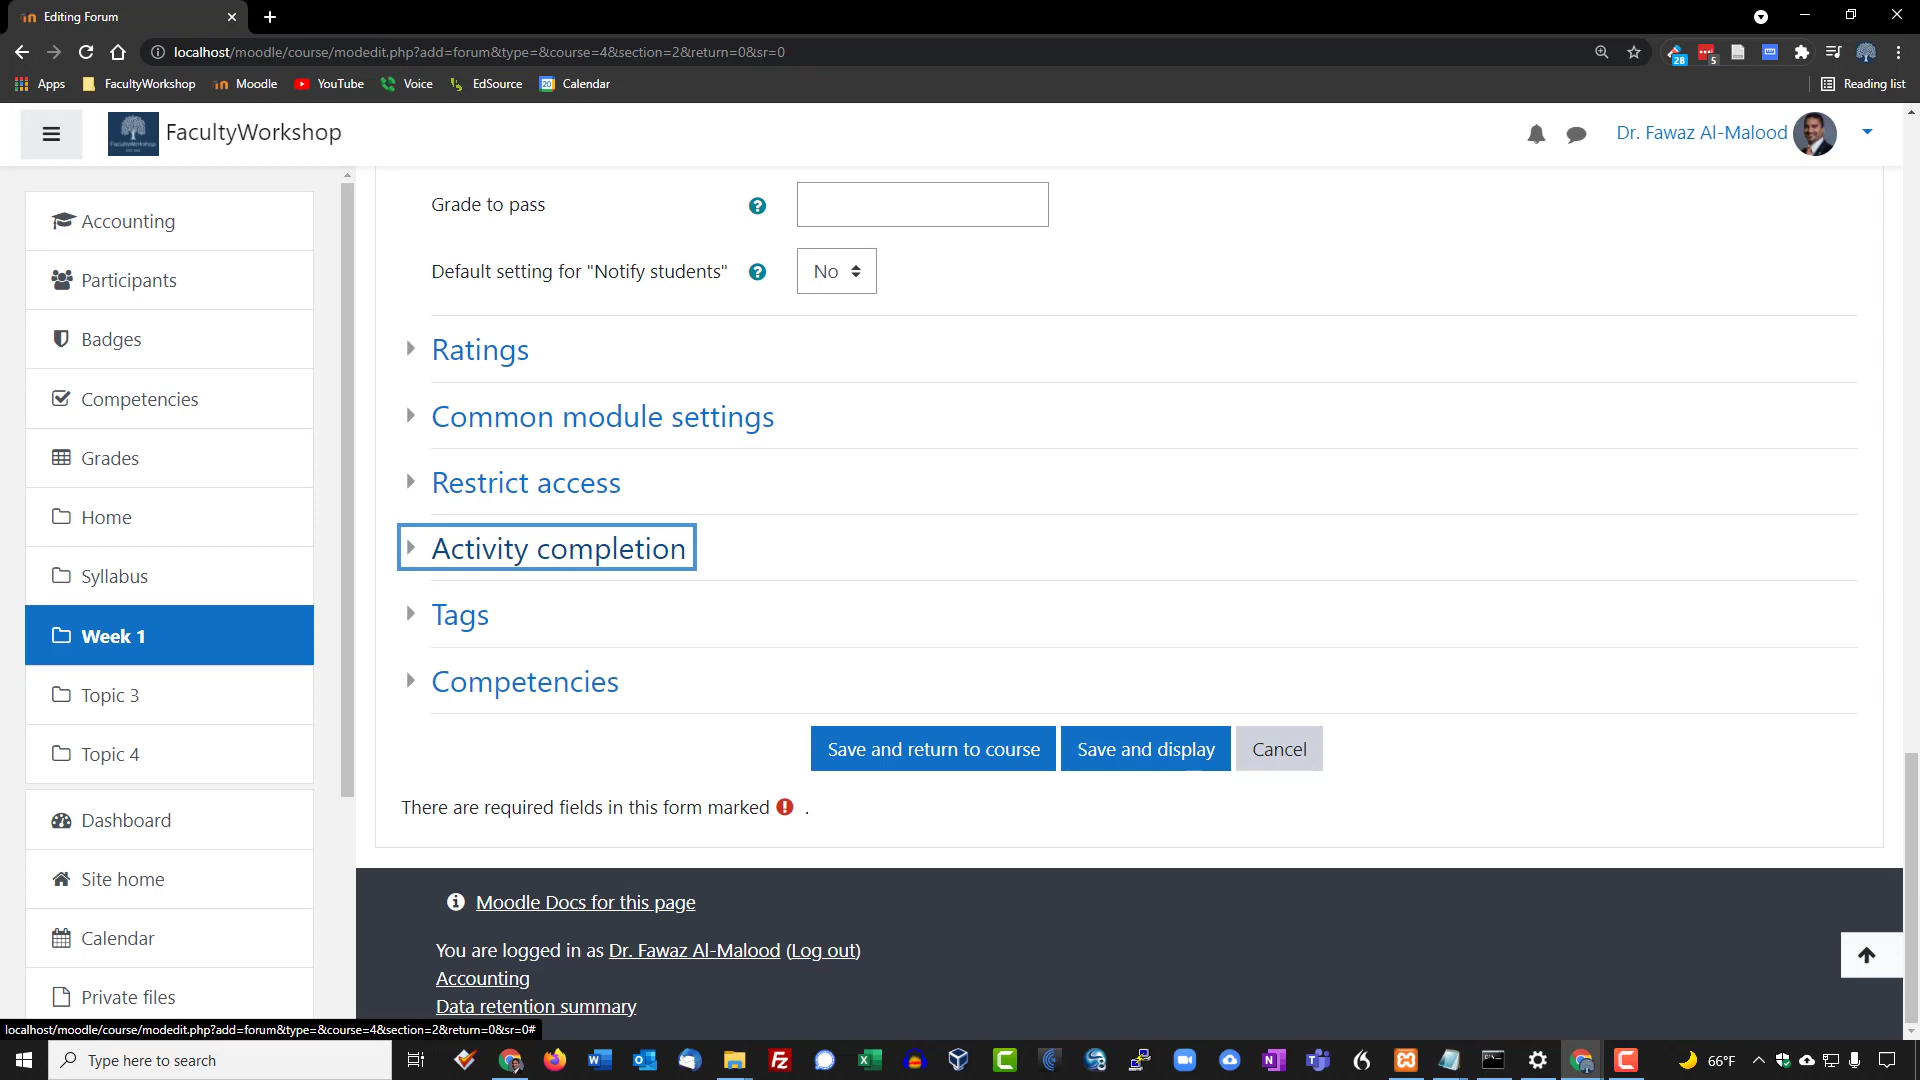 Editing Forum
localhost/moodle/course/modedit.php?add=forum&type=&course=4&section=2&return=0&sr=0
28
5
Apps
FacultyWorkshop
Moodle
YouTube
Voice
EdSource
20
Calendar
Reading list
FacultyWorkshop
Dr. Fawaz Al-Malood
Accounting
Participants
Badges
Competencies
Grades
Home
Syllabus
Week 1
Topic 3
Topic 4
Dashboard
Site home
Calendar
Private files
Grade to pass
Default setting for "Notify students"
No
Ratings
Common module settings
Restrict access
Activity completion
Tags
Competencies
Save and return to course
Save and display
Cancel
There are required fields in this form marked .
Moodle Docs for this page
You are logged in as Dr. Fawaz Al-Malood (Log out)
Accounting
Data retention summary
localhost/moodle/course/modedit.php?add=forum&type=&course=4&section=2&return=0&sr=0#
Type here to search
66°F